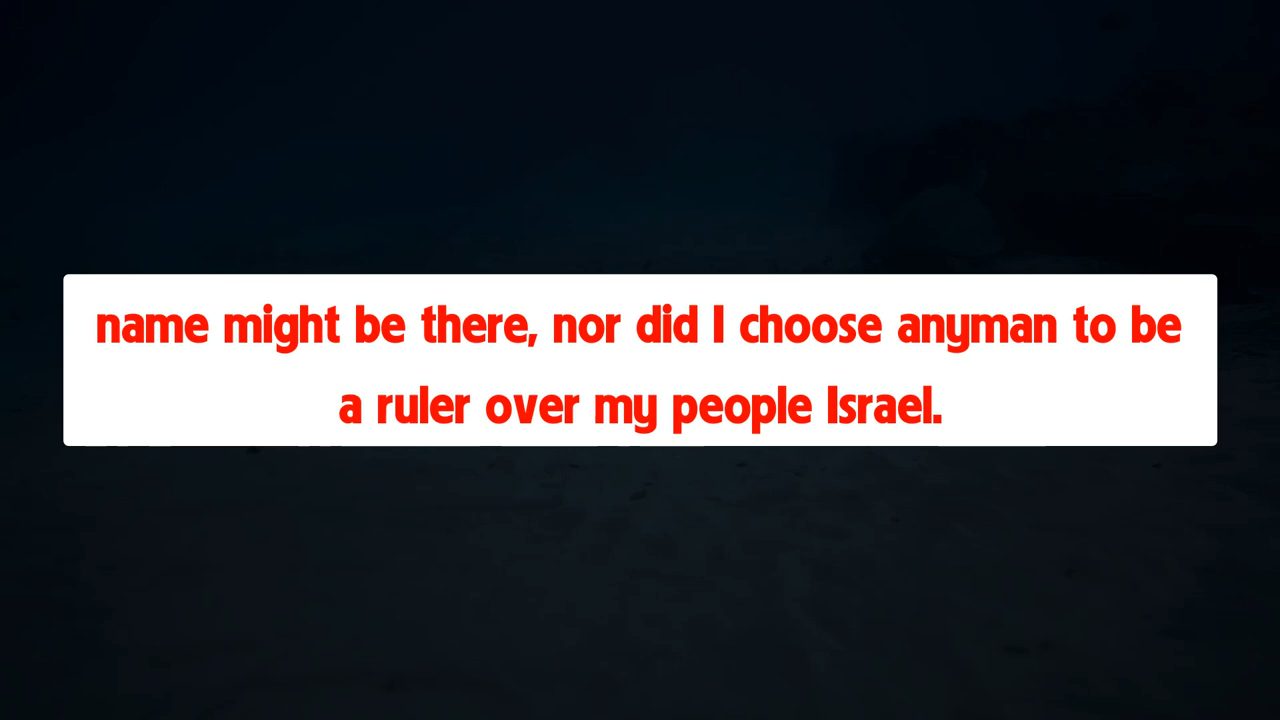 name might be there, nor did I choose anyman to be
a ruler over my people Israel.